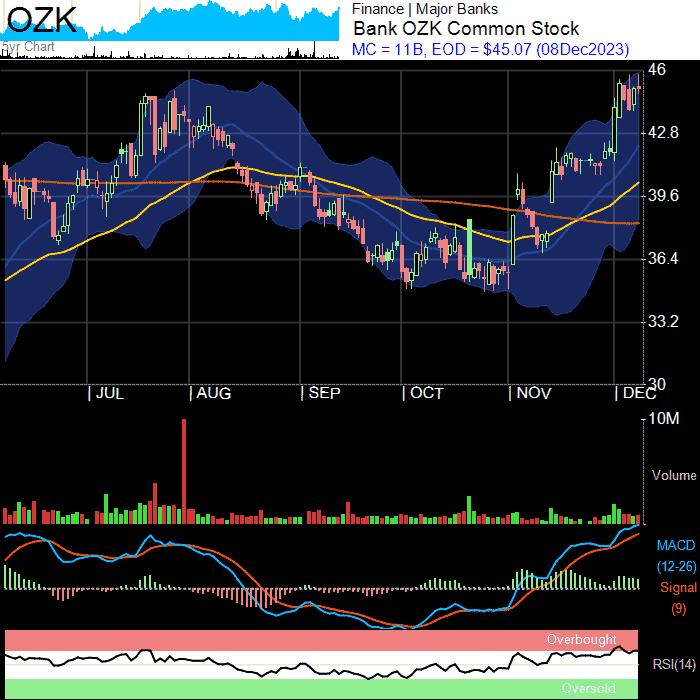 OZK
5yr Chart
Finance | Major Banks
Bank OZK Common Stock
MC = 11B, EOD = $45.07 (08Dec2023)
46
42.8
39.6
36.4
33.2
30
JUL AUG SEP OCT NOV DEC
10M
Volume
MACD
(12-26)
Signal
(9)
Overbought
RSI(14)
Oversold